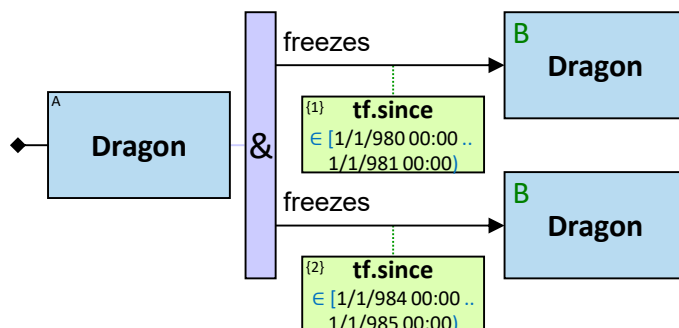 A
Dragon
&
freezes
B
Dragon
{1} tf.since
∈ [1/1/980 00:00 ..
1/1/981 00:00)
freezes
B
Dragon
{2} tf.since
∈ [1/1/984 00:00 ..
1/1/985 00:00)